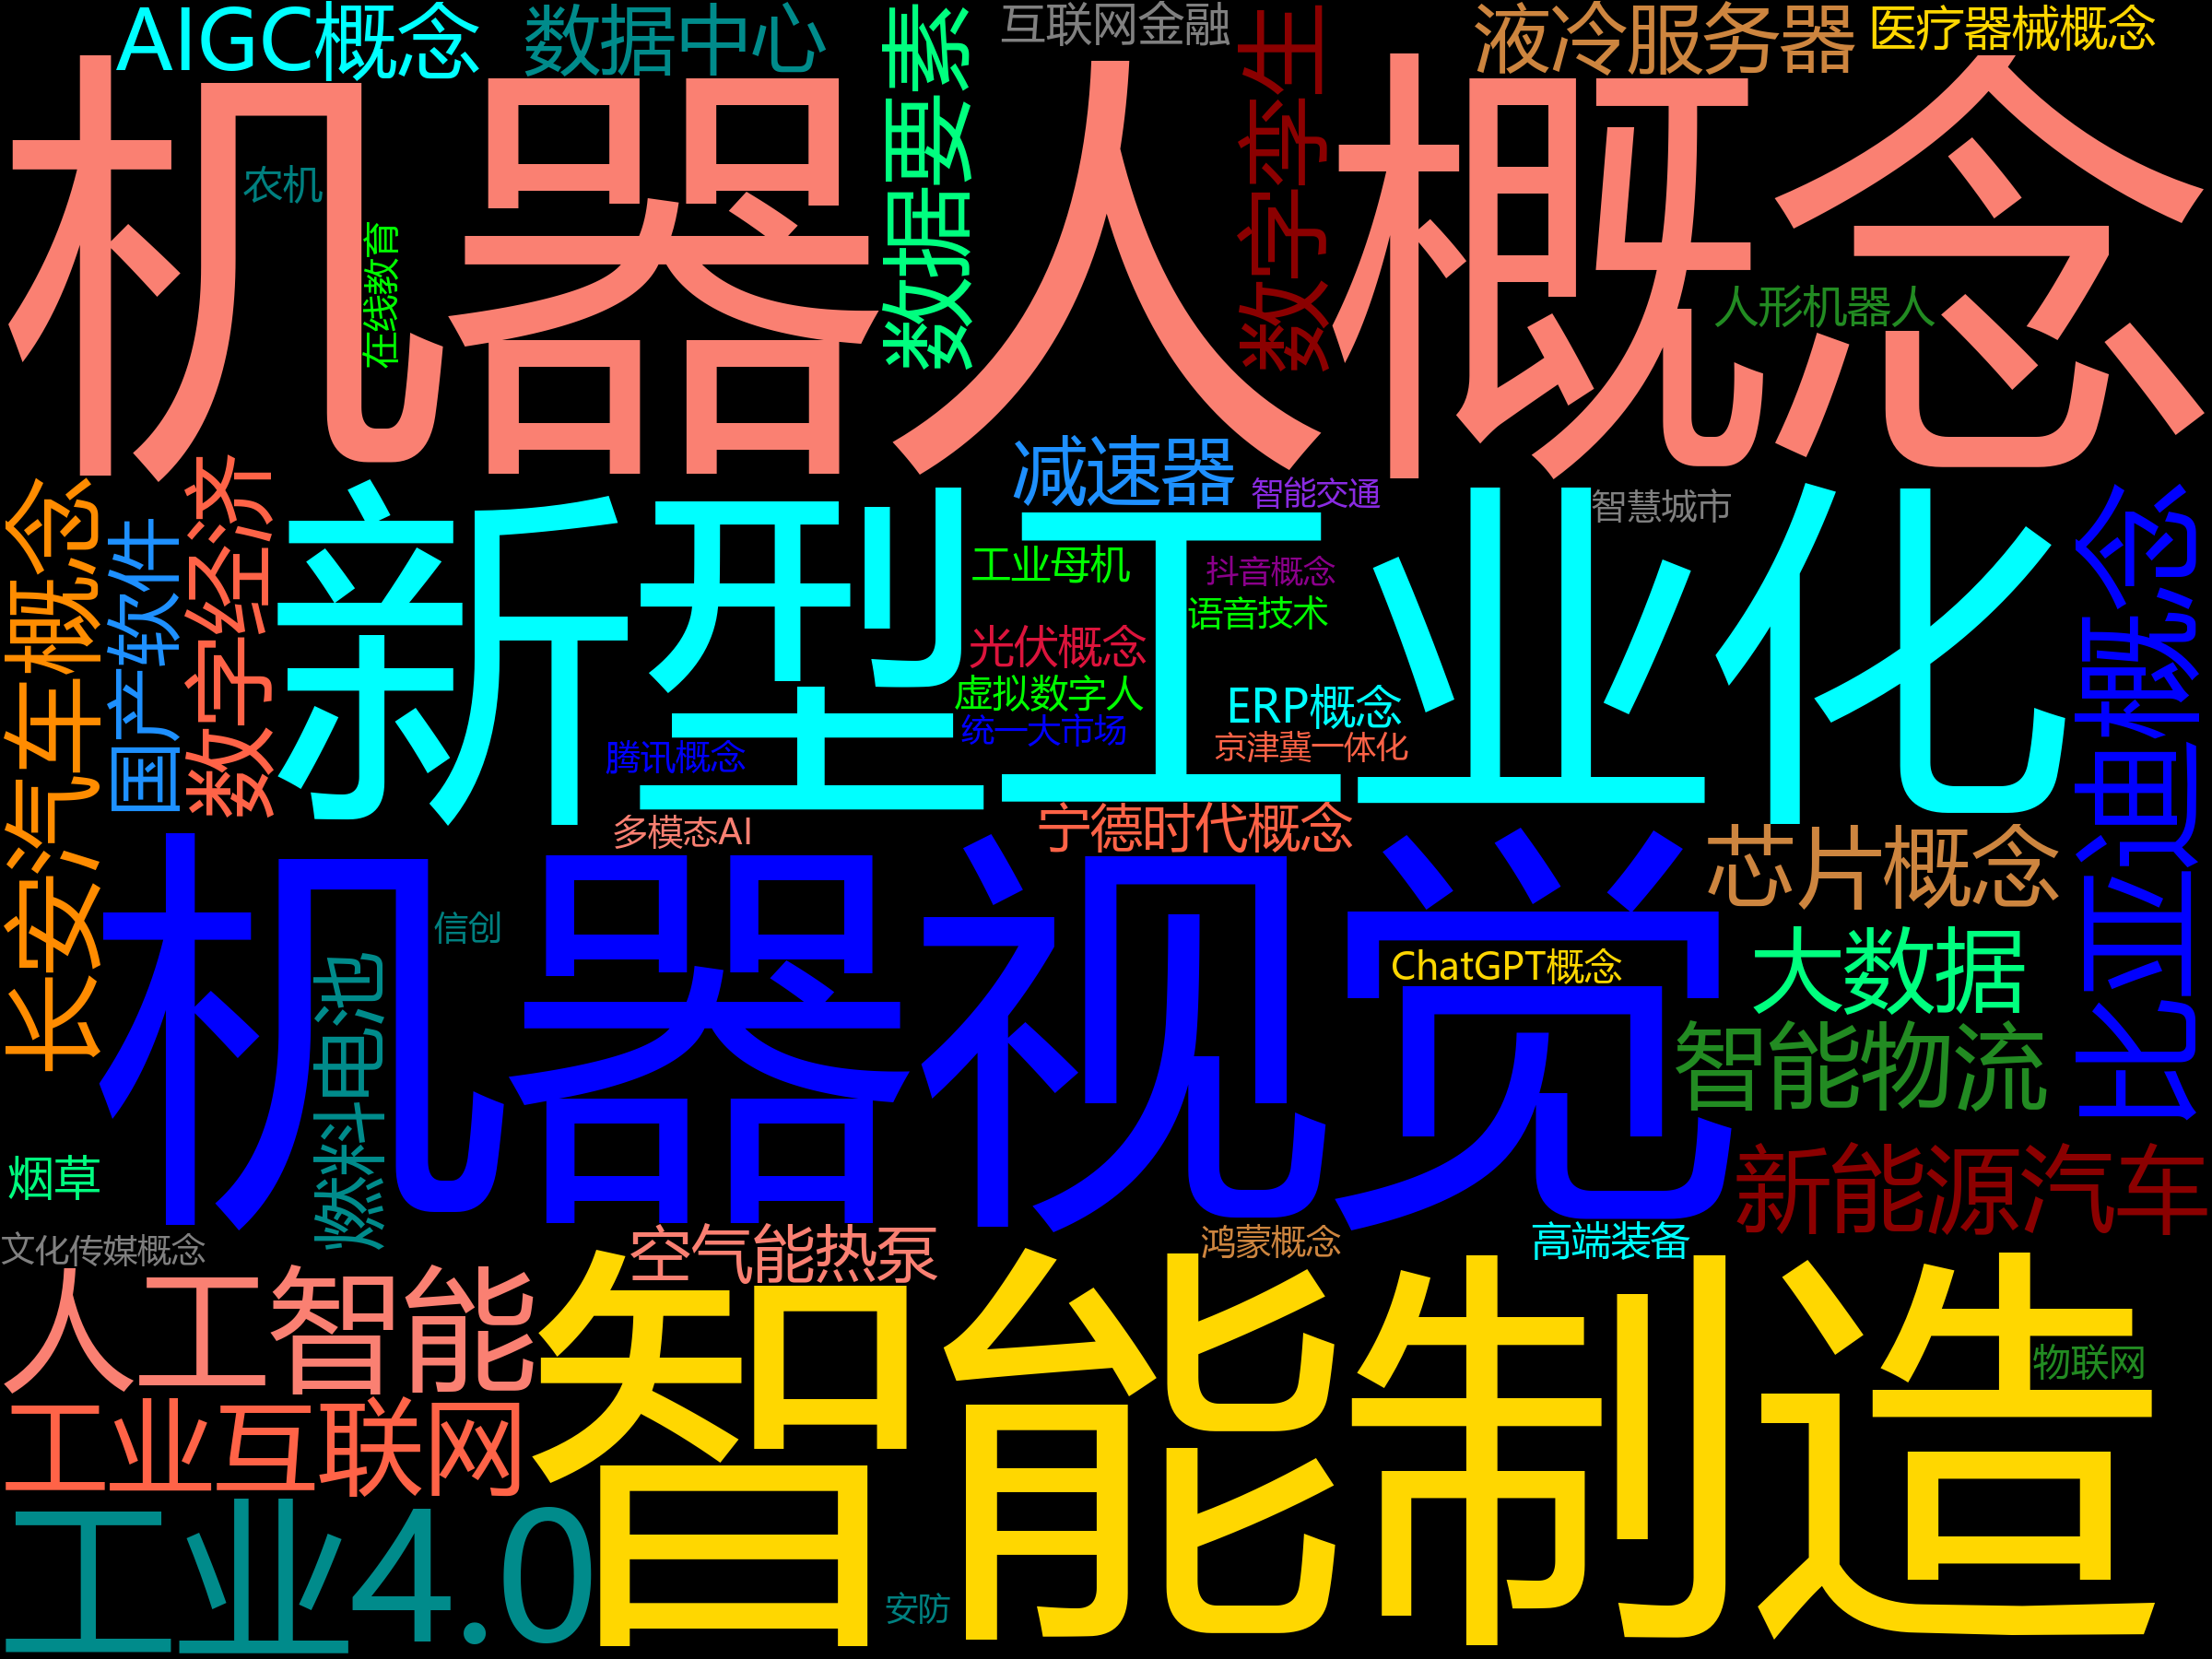 AIGC概念
数据中心
互联网金融
液冷服务器
医疗器械概念
机器人概念
数据要素
数字孪生
农机
在线教育
人形机器人
减速器
智能交通
智慧城市
长安汽车概念
国产软件
数字经济
新型工业化
比亚迪概念
工业母机
抖音概念
语音技术
光伏概念
虚拟数字人
ERP概念
统一大市场
京津冀一体化
腾讯概念
多模态AI
宁德时代概念
芯片概念
机器视觉
信创
ChatGPT概念
大数据
燃料电池
智能物流
烟草
新能源汽车
文化传媒概念
空气能热泵
鸿蒙概念
高端装备
人工智能
智能制造
物联网
工业互联网
工业4.0
安防